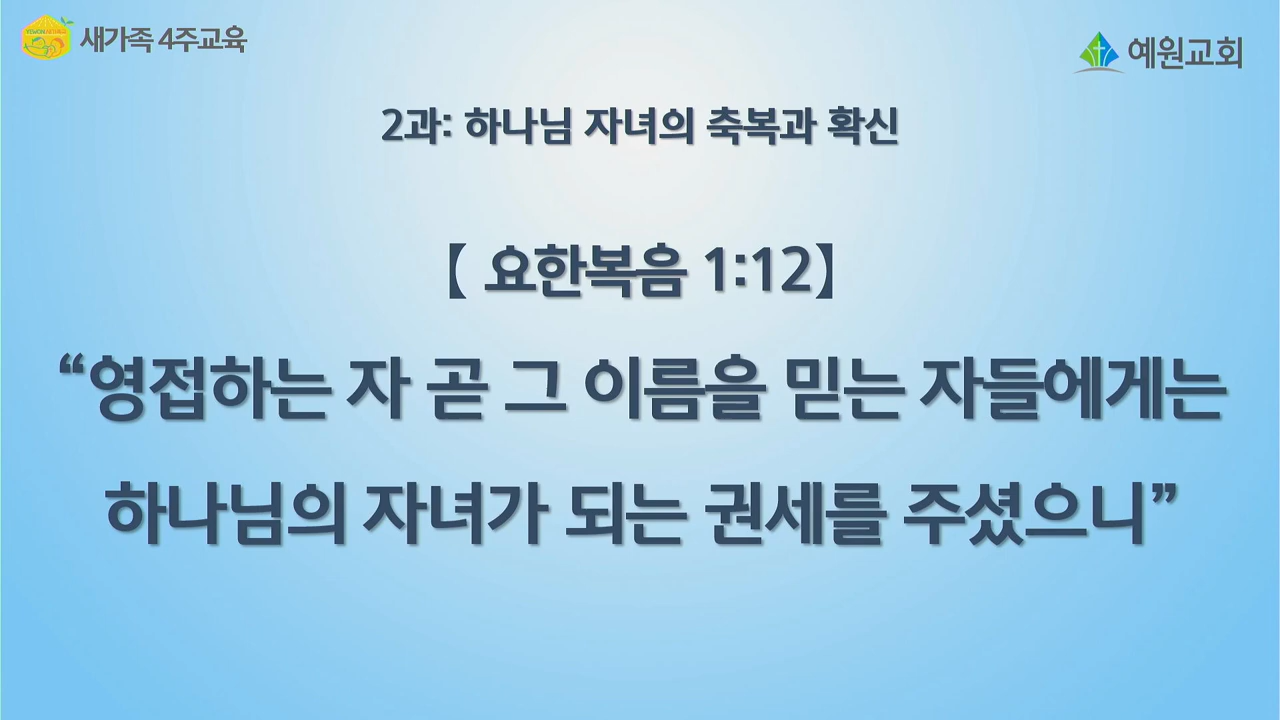 새가족 4주교육
예원교회
2과: 하나님 자녀의 축복과 확신
【 요한복음 1:12】
“영접하는 자 곧 그 이름을 믿는 자들에게는
하나님의 자녀가 되는 권세를 주셨으니”